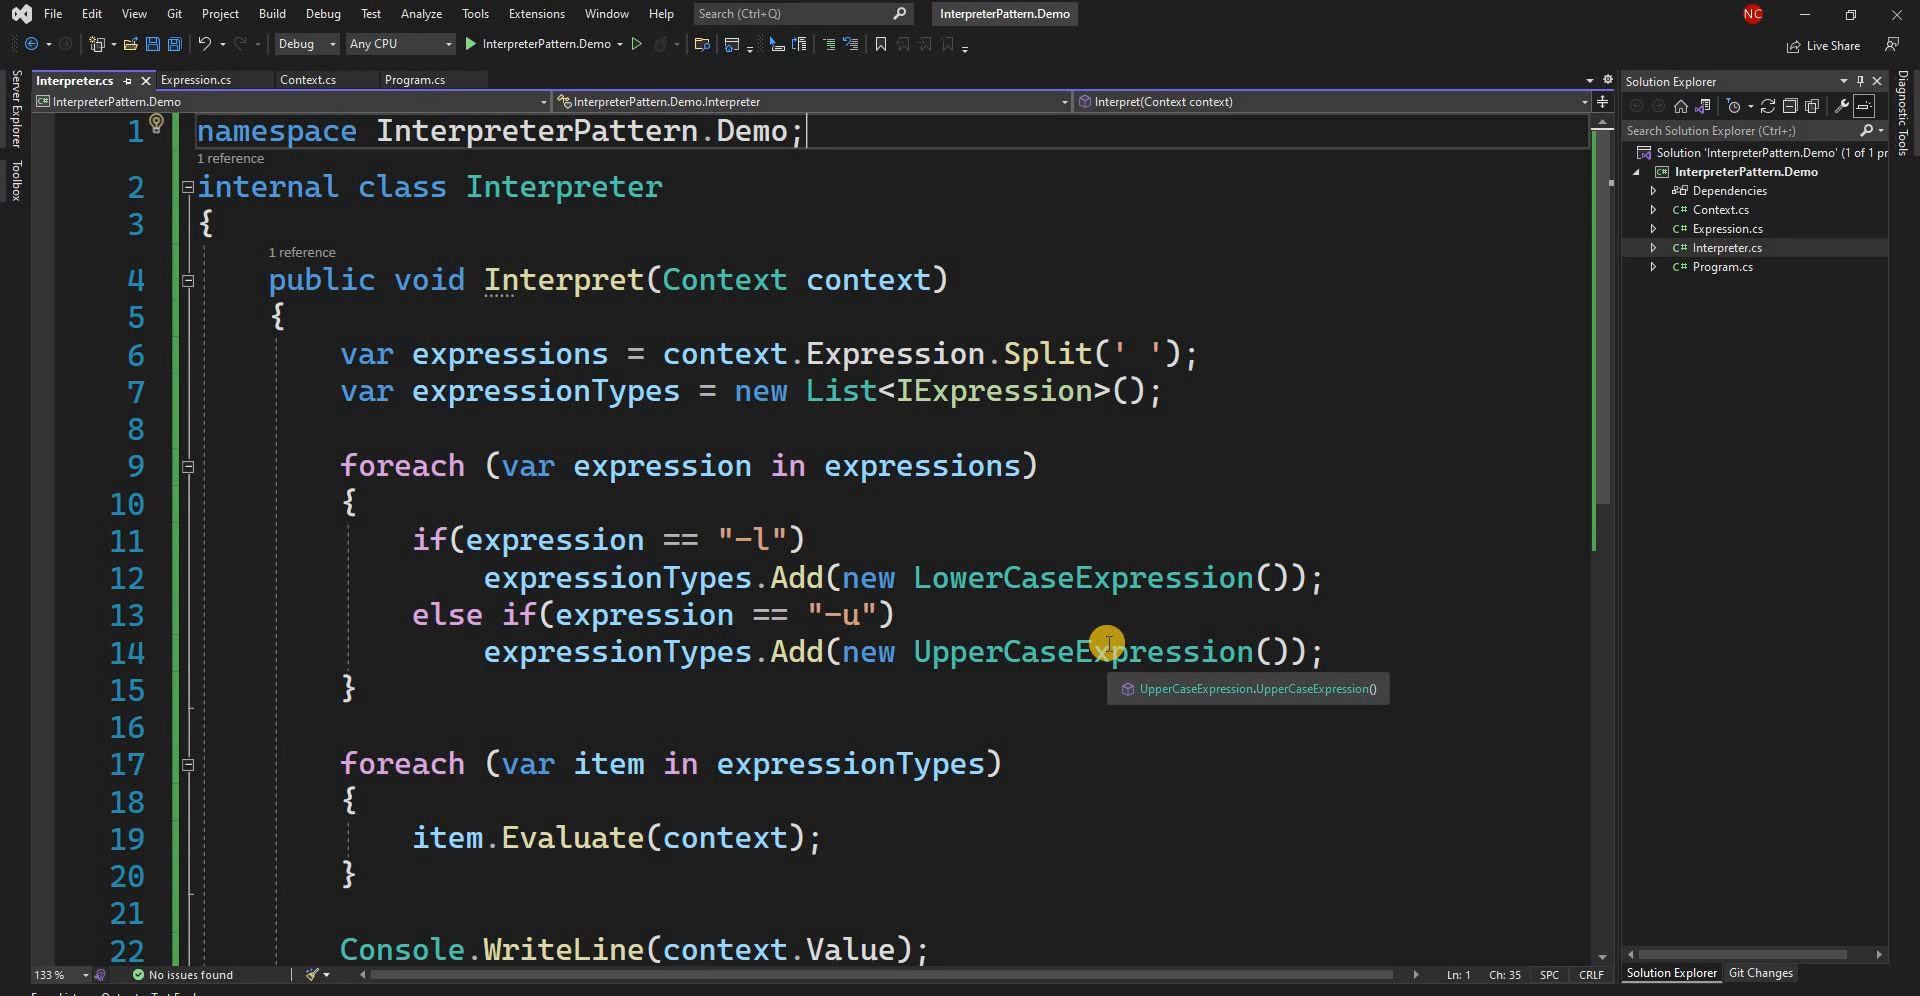 File Edit View Git Project Build Debug Test Analyze Tools Extensions Window Help Search (Ctrl+Q) InterpreterPattern.Demo NC
Debug Any CPU InterpreterPattern.Demo Live Share
Interpreter.cs Expression.cs Context.cs Program.cs
InterpreterPattern.Demo InterpreterPattern.Demo.Interpreter Interpret(Context context)
Server Explorer
Toolbox
1 namespace InterpreterPattern.Demo;
1 reference
2 internal class Interpreter
3 {
1 reference
4 public void Interpret(Context context)
5 {
6 var expressions = context.Expression.Split(' ');
7 var expressionTypes = new List<IExpression>();
8
9 foreach (var expression in expressions)
10 {
11 if(expression == "-l")
12 expressionTypes.Add(new LowerCaseExpression());
13 else if(expression == "-u")
14 expressionTypes.Add(new UpperCaseExpression());
UpperCaseExpression.UpperCaseExpression()
15 }
16
17 foreach (var item in expressionTypes)
18 {
19 item.Evaluate(context);
20 }
21
22 Console.WriteLine(context.Value);
133 % No issues found Ln: 1 Ch: 35 SPC CRLF
Solution Explorer
Search Solution Explorer (Ctrl+;)
Solution 'InterpreterPattern.Demo' (1 of 1 pr
InterpreterPattern.Demo
Dependencies
C# Context.cs
C# Expression.cs
C# Interpreter.cs
C# Program.cs
Solution Explorer Git Changes
Diagnostic Tools